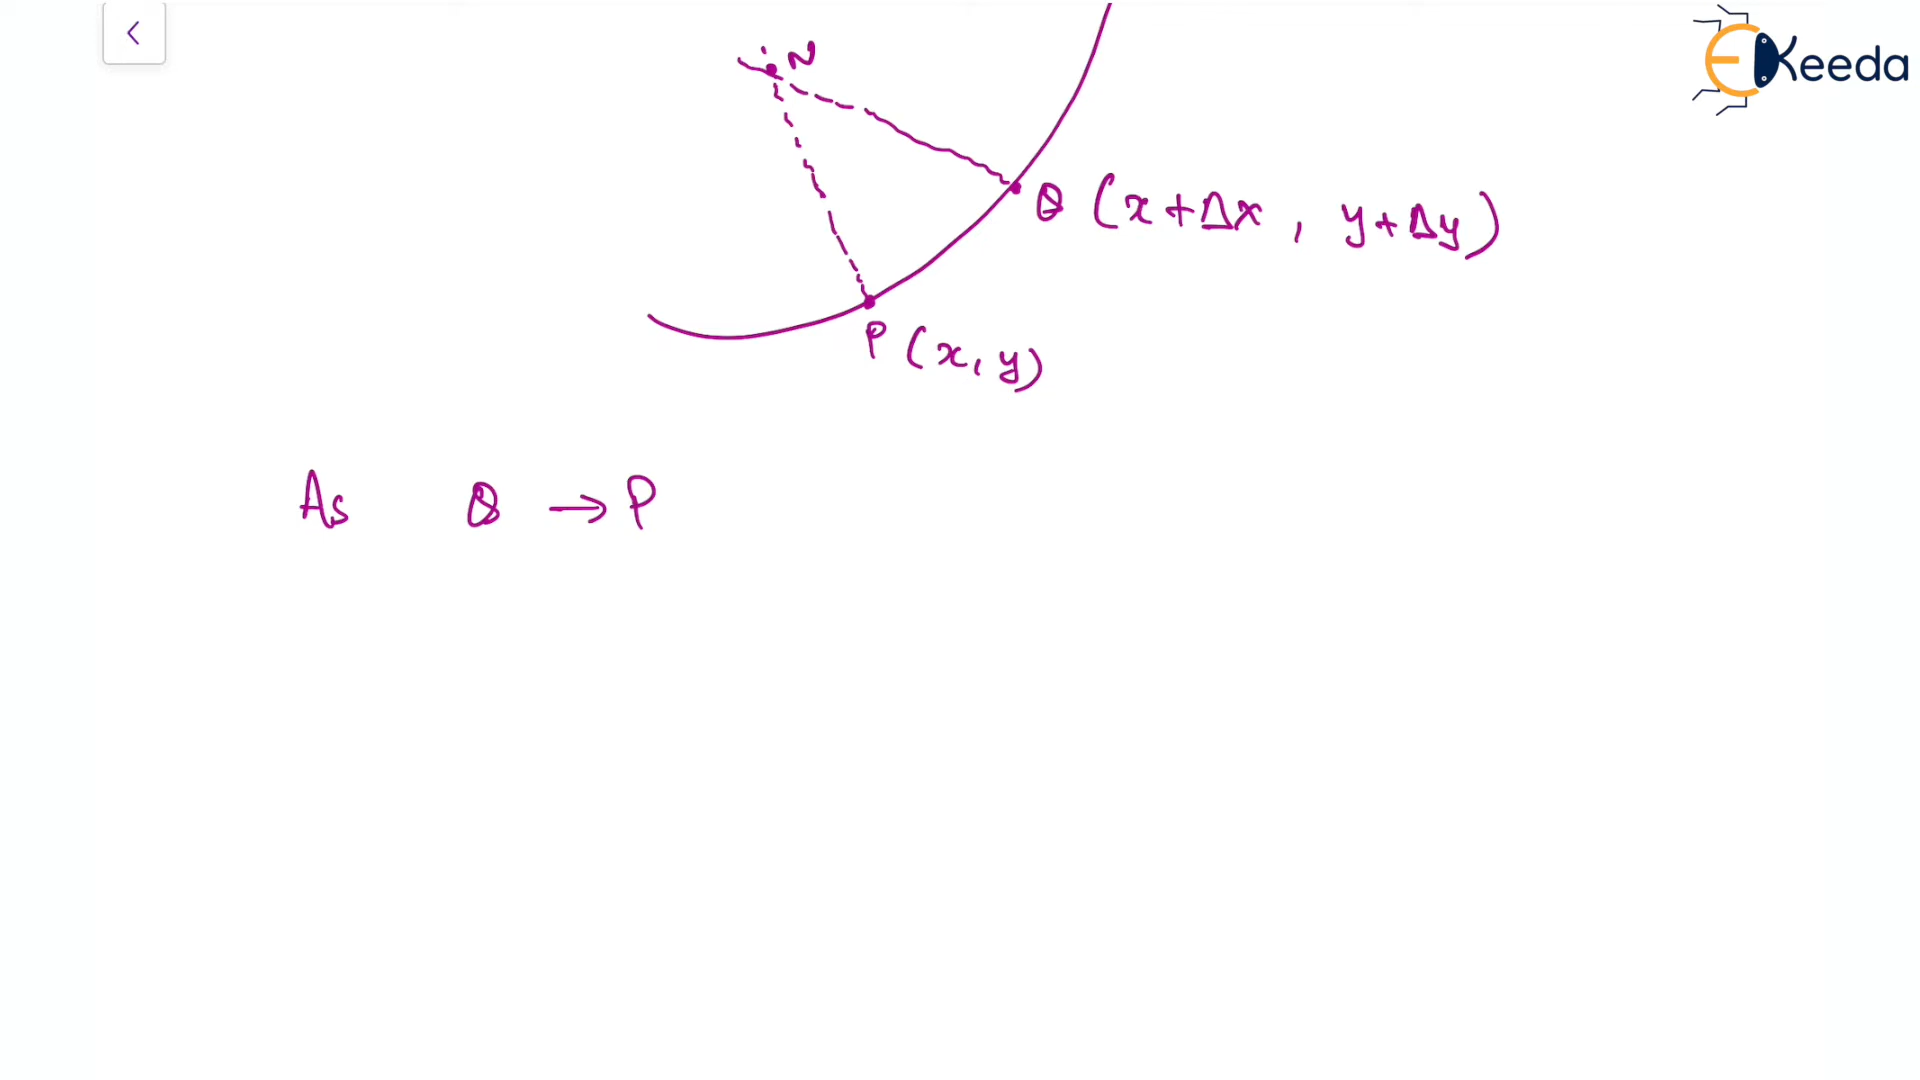 N
EKeeda
Q (x+Δx , y+Δy)
P (x, y)
As Q → P